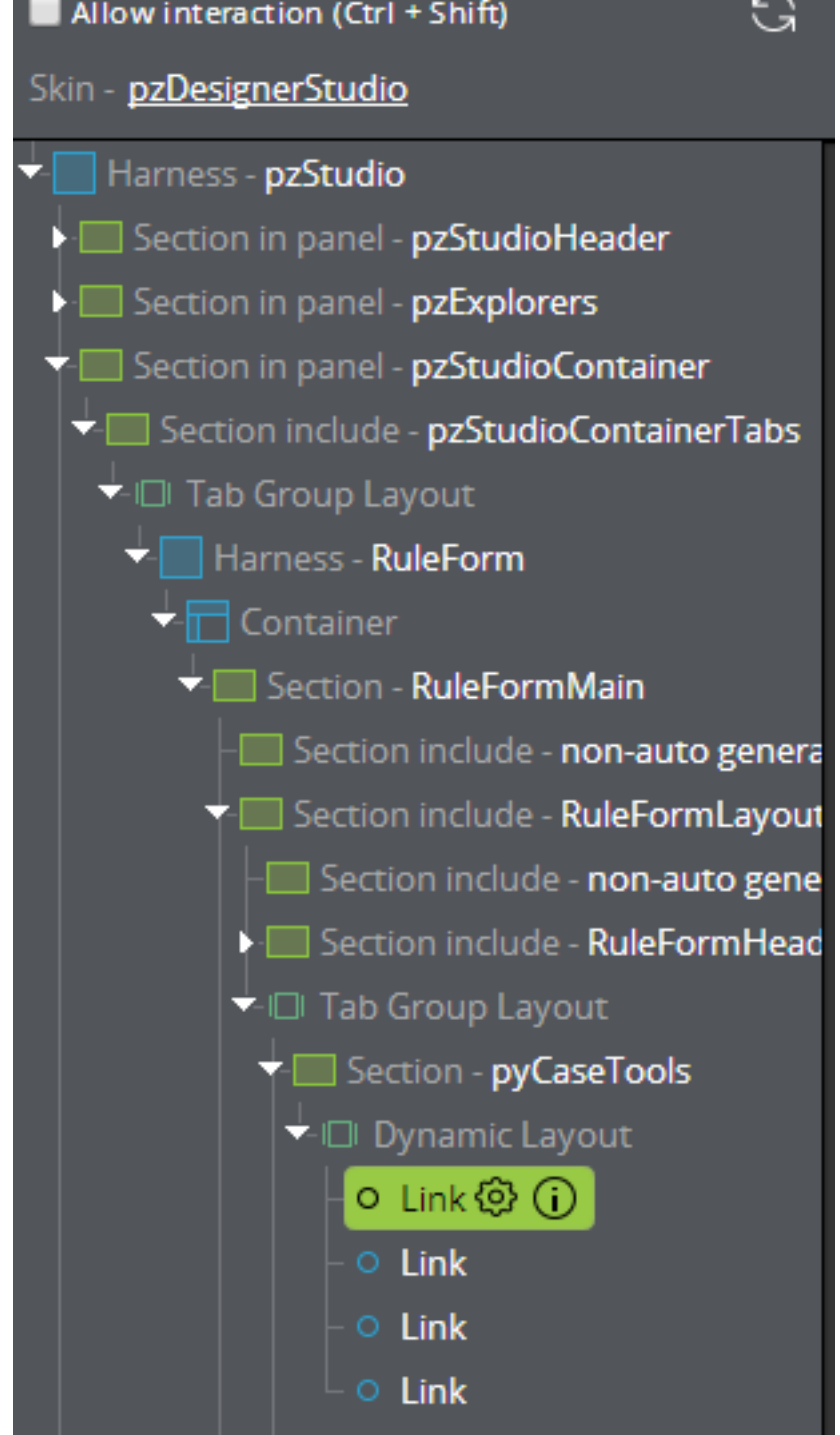 Allow interaction (Ctrl + Shift)
Skin - pzDesignerStudio
Harness - pzStudio
Section in panel - pzStudioHeader
Section in panel - pzExplorers
Section in panel - pzStudioContainer
Section include - pzStudioContainerTabs
Tab Group Layout
Harness - RuleForm
Container
Section - RuleFormMain
Section include - non-auto genera
Section include - RuleFormLayout
Section include - non-auto gene
Section include - RuleFormHead
Tab Group Layout
Section - pyCaseTools
Dynamic Layout
Link
Link
Link
Link